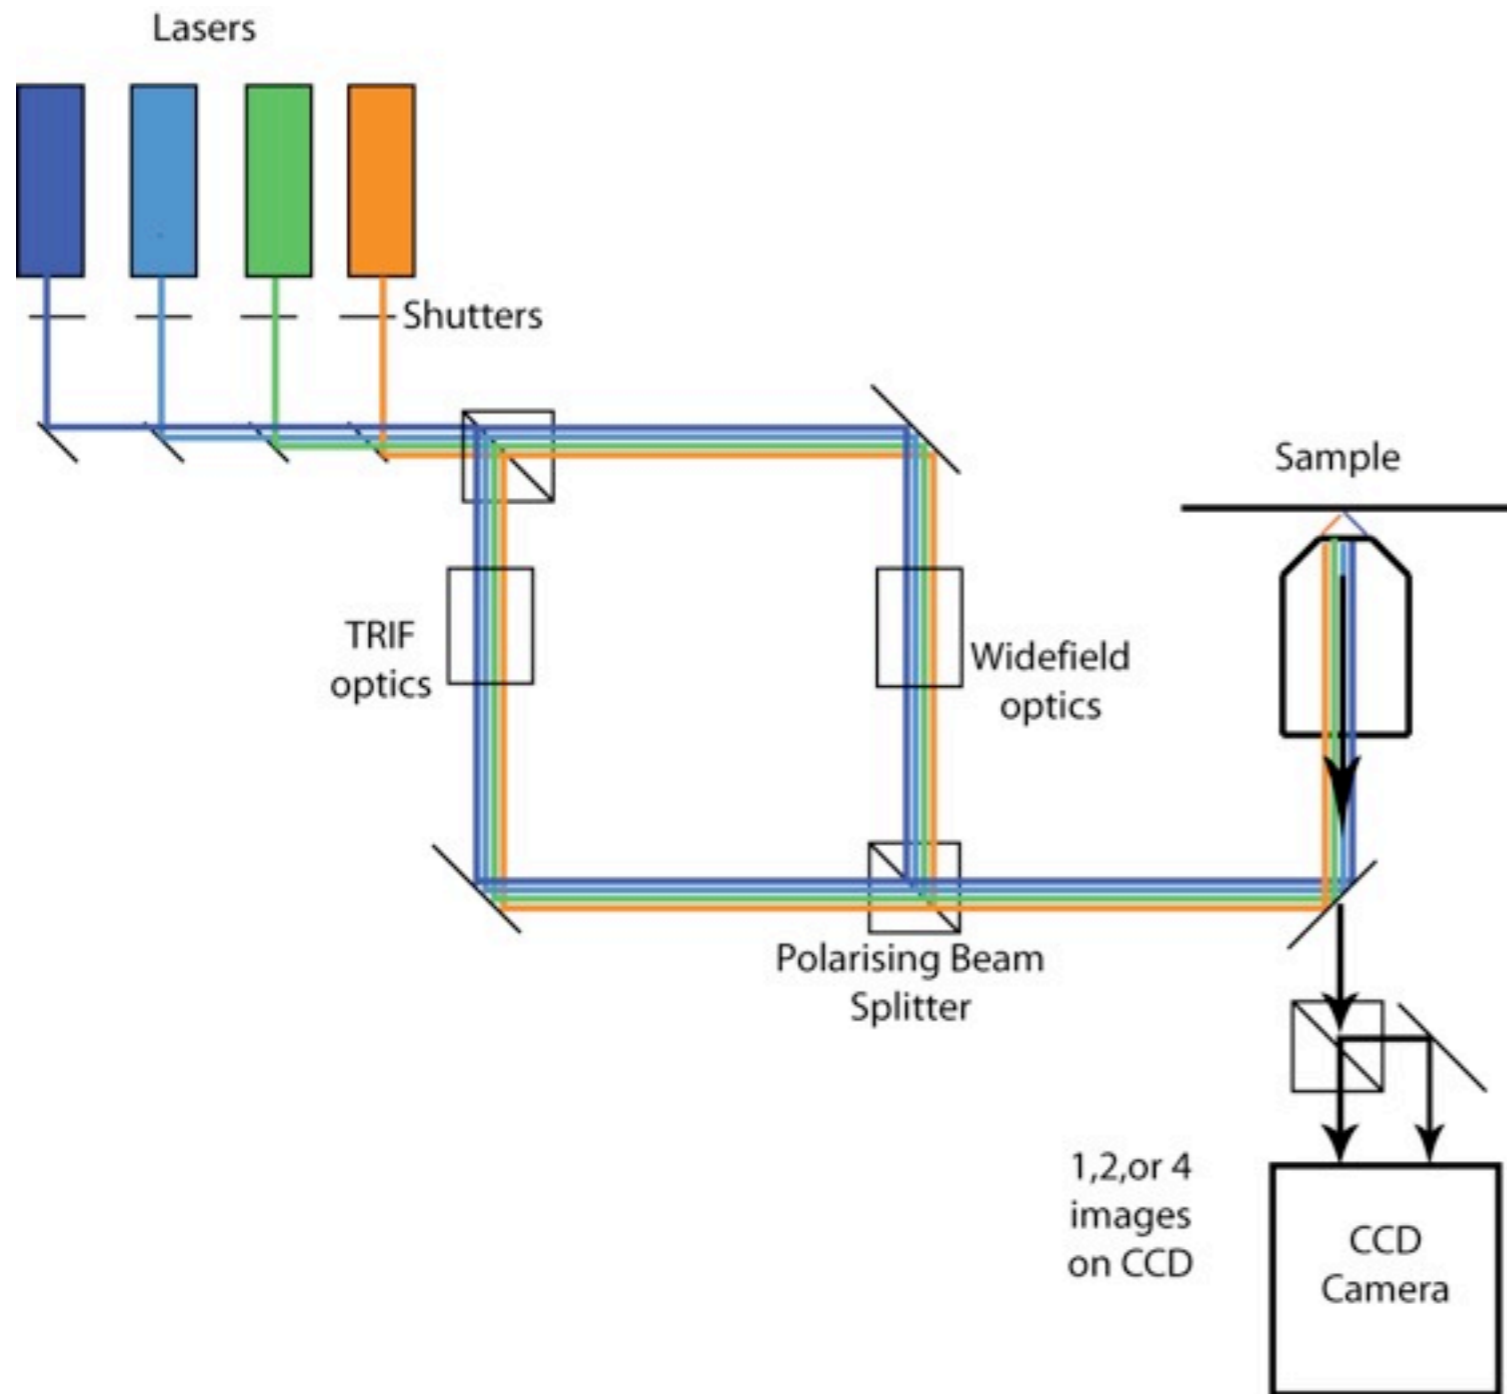 Lasers
Shutters
Sample
TRIF
optics
Widefield
optics
Polarising Beam
Splitter
1,2,or 4
images
on CCD
CCD
Camera